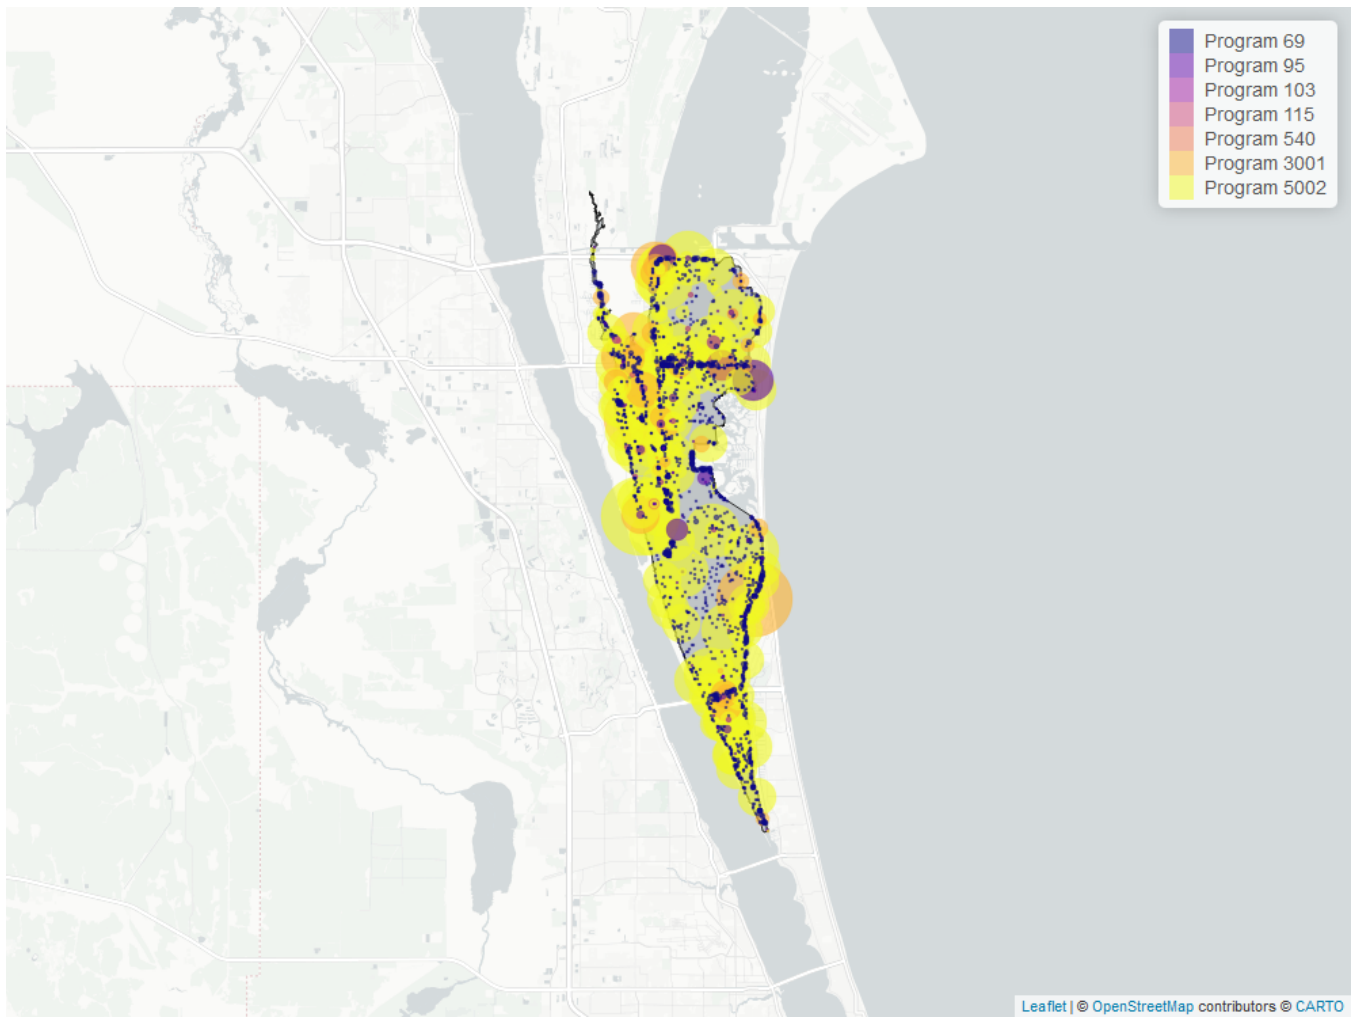 Program 69
Program 95
Program 103
Program 115
Program 540
Program 3001
Program 5002
Leaflet | © OpenStreetMap contributors © CARTO